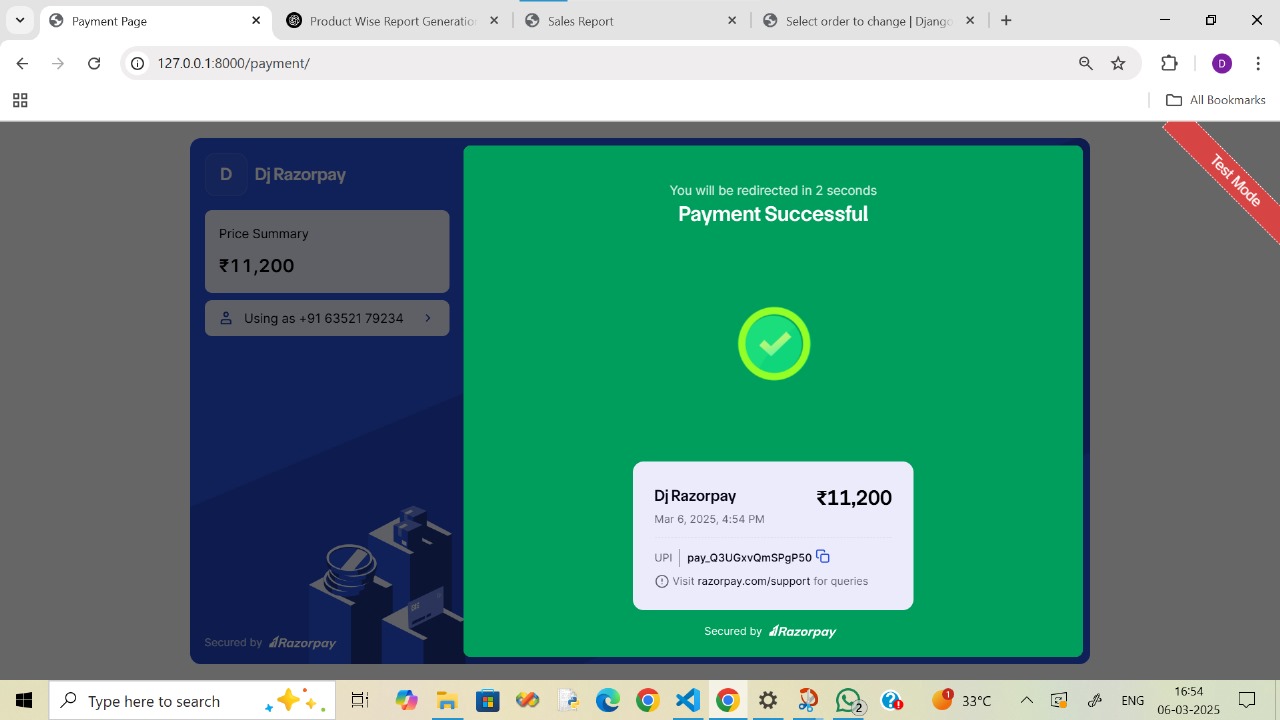 Payment Page
Product Wise Report Generation
Sales Report
Select order to change | Django
127.0.0.1:8000/payment/
D
All Bookmarks
D
Dj Razorpay
Price Summary
₹11,200
Using as +91 63521 79234
Secured by Razorpay
Test Mode
You will be redirected in 2 seconds
Payment Successful
Dj Razorpay
₹11,200
Mar 6, 2025, 4:54 PM
UPI | pay_Q3UGxvQmSPgP50
Visit razorpay.com/support for queries
Secured by Razorpay
Type here to search
2
1
33°C
ENG
16:54
06-03-2025